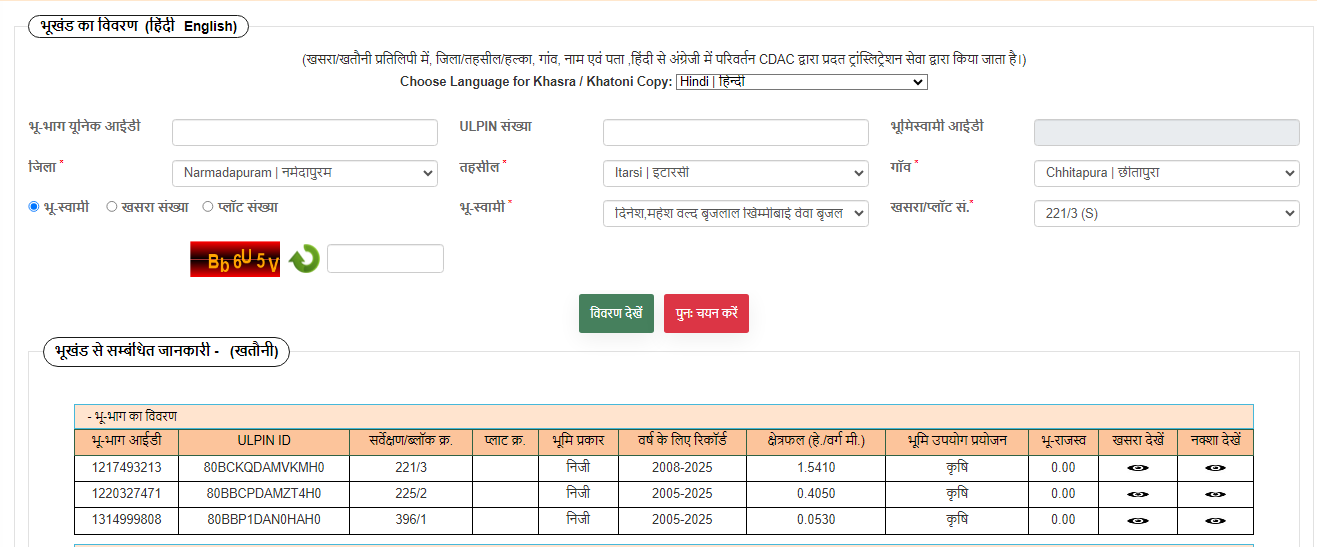 भूखंड का विवरण (हिंदी English)
(खसरा/खतौनी प्रतिलिपी में, जिला/तहसील/हल्का, गांव, नाम एवं पता ,हिंदी से अंग्रेजी में परिवर्तन CDAC द्वारा प्रदत ट्रांस्लिट्रेशन सेवा द्वारा किया जाता है।)
Choose Language for Khasra / Khatoni Copy: Hindi | हिन्दी
भू-भाग यूनिक आईडी ULPIN संख्या भूमिस्वामी आईडी
जिला * Narmadapuram | नर्मदापुरम तहसील * Itarsi | इटारसी गाँव * Chhitapura | छीतापुरा
भू-स्वामी खसरा संख्या प्लॉट संख्या भू-स्वामी * दिनेश,महेश वल्द बृजलाल खिम्मीबाई वेवा बृजल खसरा/प्लॉट सं.* 221/3 (S)
Bb6U5V
विवरण देखें पुनः चयन करें
भूखंड से सम्बंधित जानकारी - (खतौनी)
- भू-भाग का विवरण
भू-भाग आईडी ULPIN ID सर्वेक्षण/ब्लॉक क्र. प्लाट क्र. भूमि प्रकार वर्ष के लिए रिकॉर्ड क्षेत्रफल (हे./वर्ग मी.) भूमि उपयोग प्रयोजन भू-राजस्व खसरा देखें नक्शा देखें
1217493213 80BCKQDAMVKMH0 221/3 निजी 2008-2025 1.5410 कृषि 0.00
1220327471 80BBCPDAMZT4H0 225/2 निजी 2005-2025 0.4050 कृषि 0.00
1314999808 80BBP1DAN0HAH0 396/1 निजी 2005-2025 0.0530 कृषि 0.00